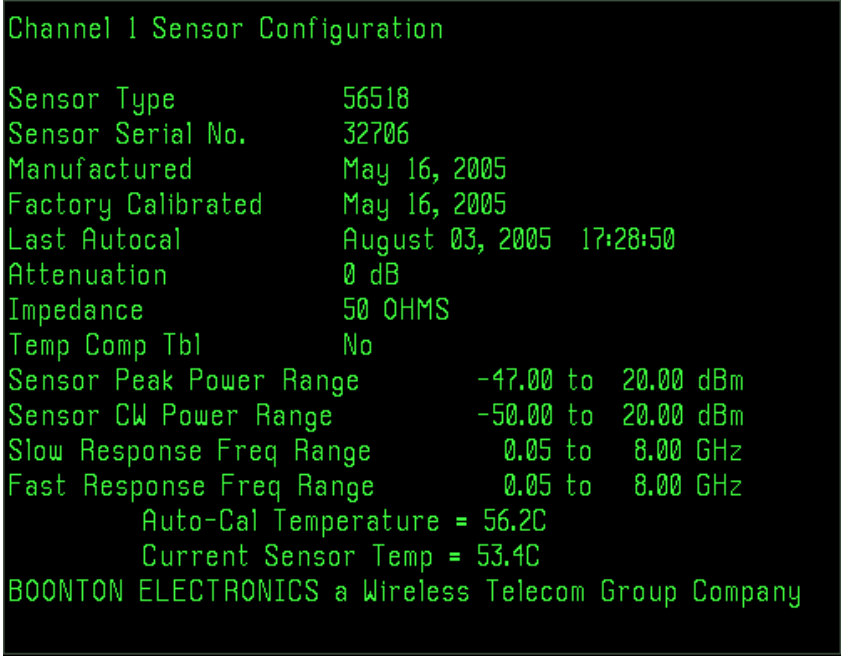 Channel 1 Sensor Configuration
Sensor Type 56518
Sensor Serial No. 32706
Manufactured May 16, 2005
Factory Calibrated May 16, 2005
Last Autocal August 03, 2005 17:28:50
Attenuation 0 dB
Impedance 50 OHMS
Temp Comp Tbl No
Sensor Peak Power Range -47.00 to 20.00 dBm
Sensor CW Power Range -50.00 to 20.00 dBm
Slow Response Freq Range 0.05 to 8.00 GHz
Fast Response Freq Range 0.05 to 8.00 GHz
Auto-Cal Temperature = 56.2C
Current Sensor Temp = 53.4C
BOONTON ELECTRONICS a Wireless Telecom Group Company